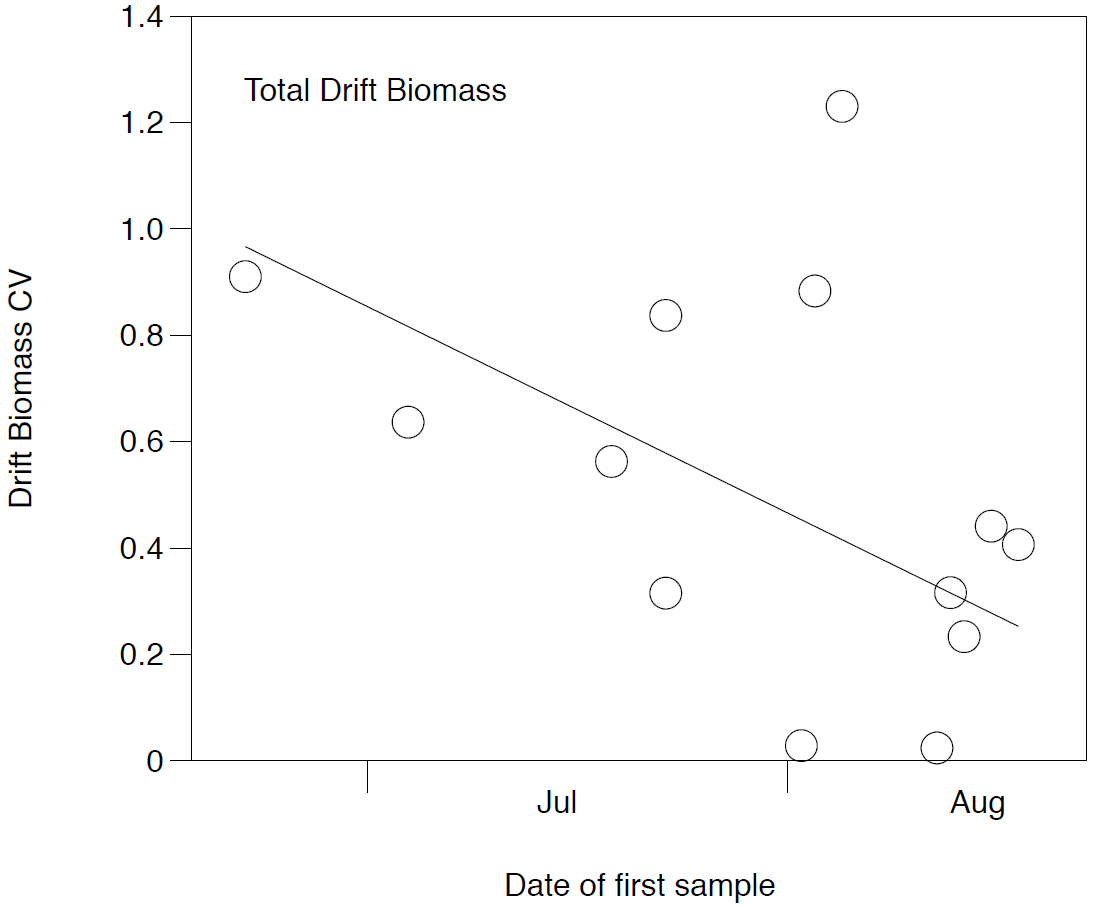 1.4
Total Drift Biomass
1.2
1.0
0.8
0.6
0.4
0.2
0
Drift Biomass CV
Jul Aug
Date of first sample